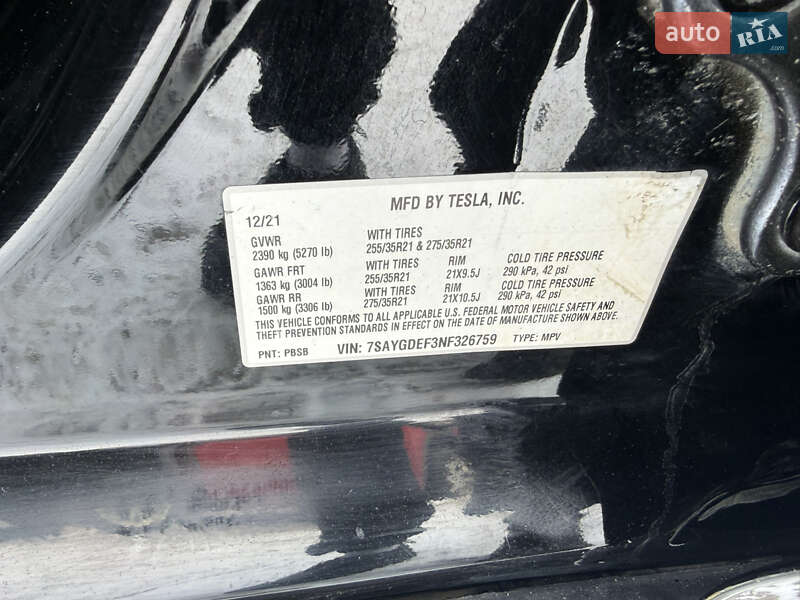 auto RIA
MFD BY TESLA, INC.
12/21
GVWR WITH TIRES
2390 kg (5270 lb) 255/35R21 & 275/35R21
GAWR FRT WITH TIRES RIM COLD TIRE PRESSURE
1363 kg (3004 lb) 255/35R21 21X9.5J 290 kPa, 42 psi
GAWR RR WITH TIRES RIM COLD TIRE PRESSURE
1500 kg (3306 lb) 275/35R21 21X10.5J 290 kPa, 42 psi
THIS VEHICLE CONFORMS TO ALL APPLICABLE U.S. FEDERAL MOTOR VEHICLE SAFETY AND
THEFT PREVENTION STANDARDS IN EFFECT ON THE DATE OF MANUFACTURE SHOWN ABOVE.
PNT: PBSB VIN: 7SAYGDEF3NF326759 TYPE: MPV